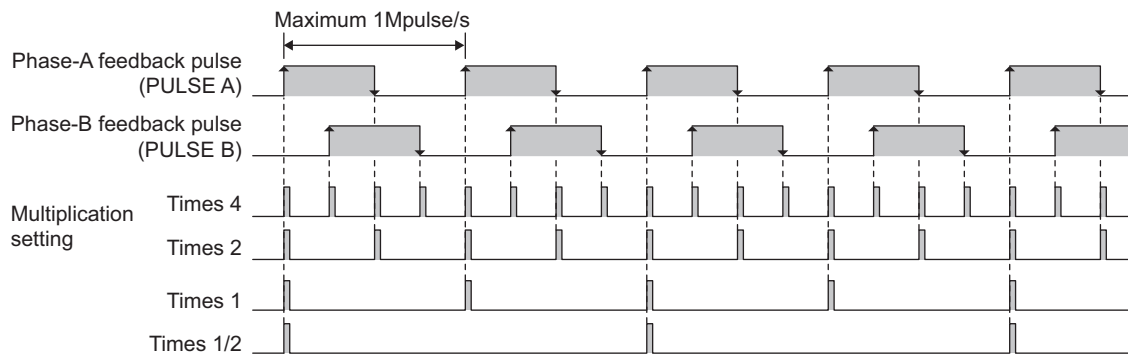 Maximum 1Mpulse/s
Phase-A feedback pulse
(PULSE A)
Phase-B feedback pulse
(PULSE B)
Multiplication
setting
Times 4
Times 2
Times 1
Times 1/2